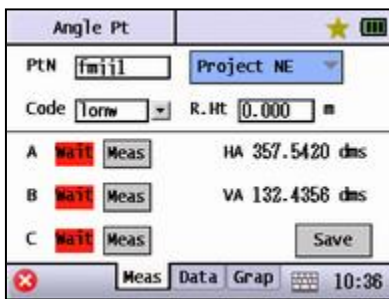 Angle Pt
PtN fmjjl Project NE
Code lonw R.Ht 0.000 m
A Wait Meas HA 357.5420 dms
B Wait Meas VA 132.4356 dms
C Wait Meas Save
Meas Data Grap 10:36